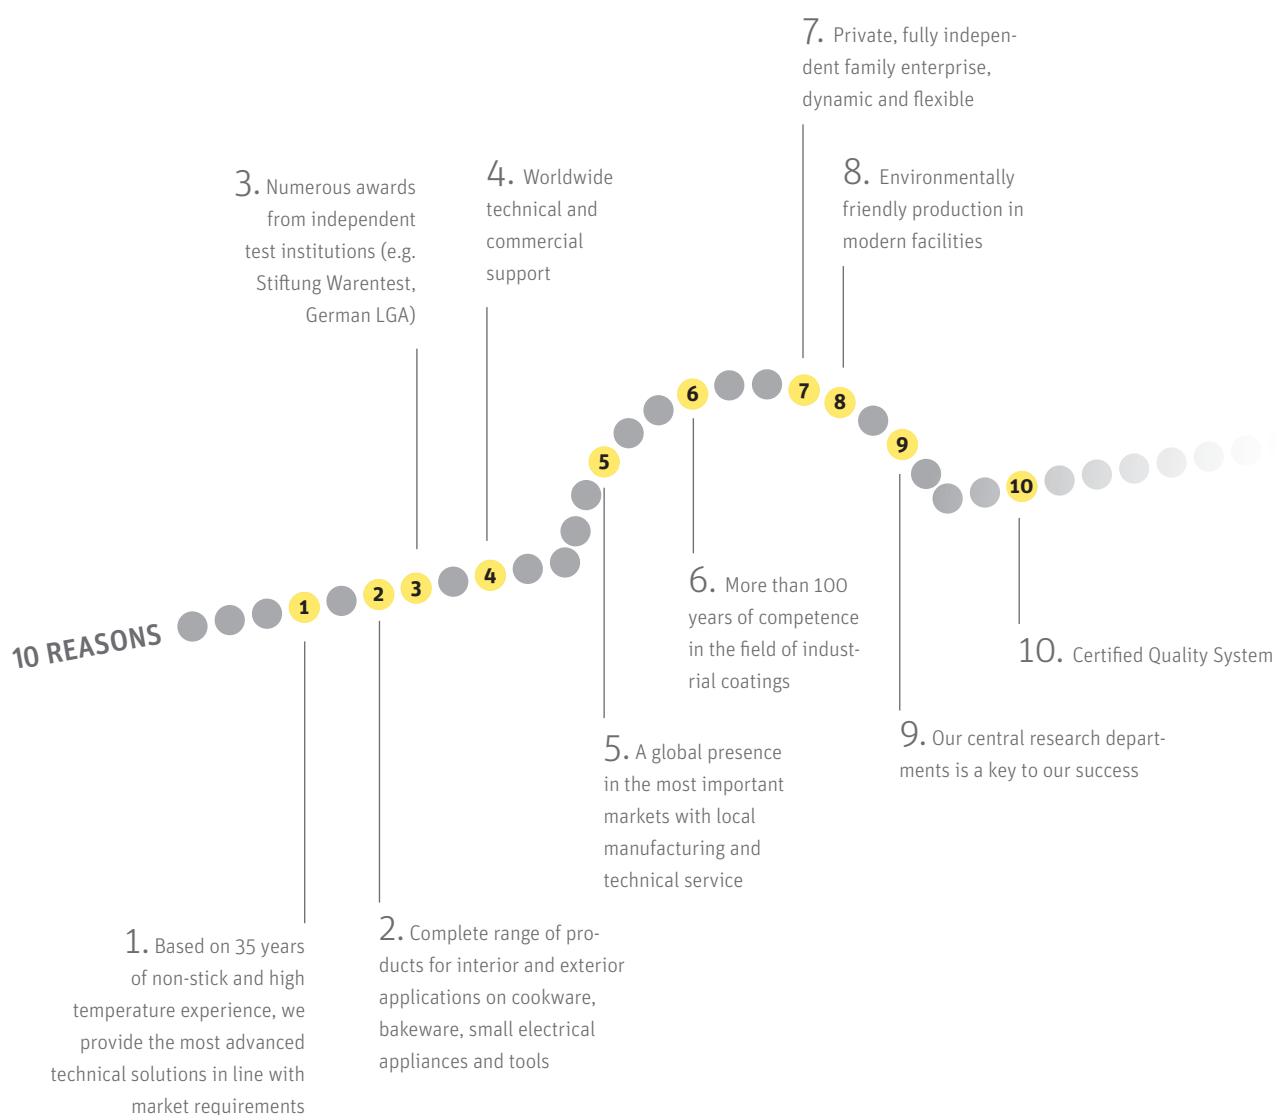 10 REASONS
1
2
3
4
5
6
7
8
9
10
1. Based on 35 years
of non-stick and high
temperature experience, we
provide the most advanced
technical solutions in line with
market requirements
2. Complete range of pro-
ducts for interior and exterior
applications on cookware,
bakeware, small electrical
appliances and tools
3. Numerous awards
from independent
test institutions (e.g.
Stiftung Warentest,
German LGA)
4. Worldwide
technical and
commercial
support
5. A global presence
in the most important
markets with local
manufacturing and
technical service
6. More than 100
years of competence
in the field of indust-
rial coatings
7. Private, fully indepen-
dent family enterprise,
dynamic and flexible
8. Environmentally
friendly production in
modern facilities
9. Our central research depart-
ments is a key to our success
10. Certified Quality System